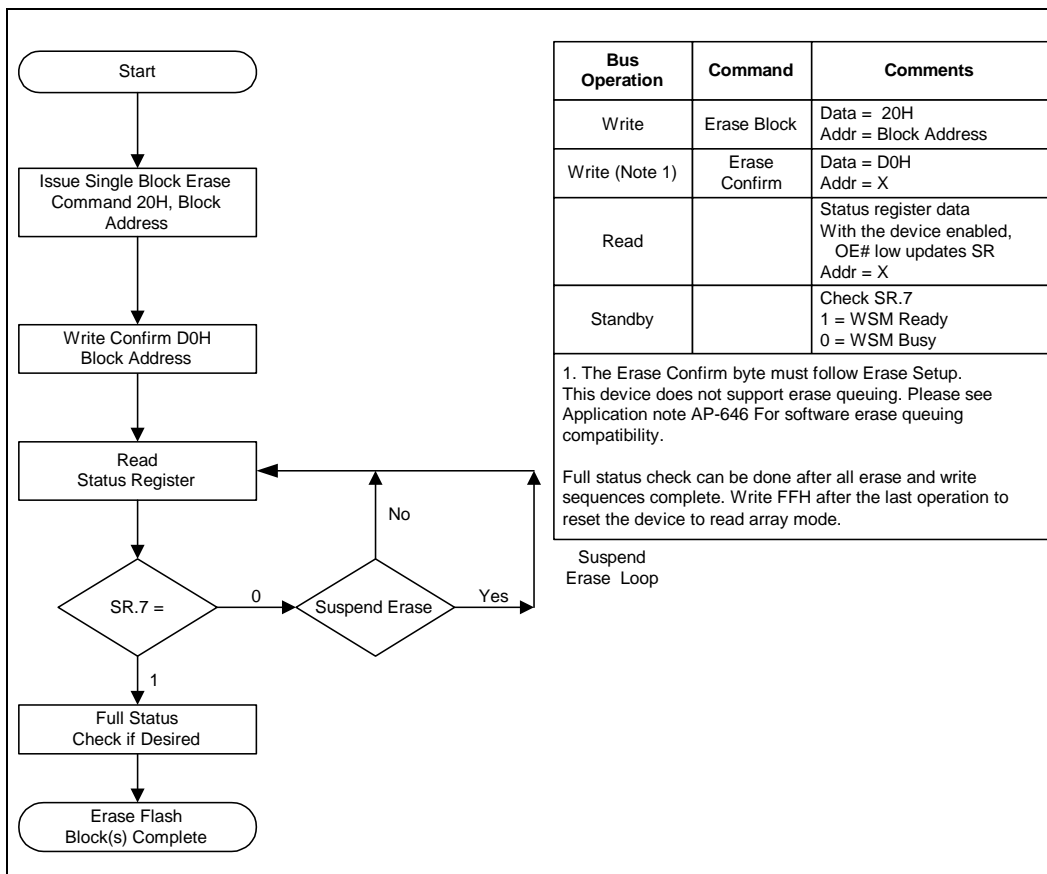 Start
Issue Single Block Erase
Command 20H, Block
Address
Write Confirm D0H
Block Address
Read
Status Register
No
SR.7 =
0
Suspend Erase
Yes
1
Full Status
Check if Desired
Erase Flash
Block(s) Complete
Suspend
Erase Loop
Bus
Operation
Command
Comments
Write
Erase Block
Data = 20H
Addr = Block Address
Write (Note 1)
Erase
Confirm
Data = D0H
Addr = X
Read
Status register data
With the device enabled,
OE# low updates SR
Addr = X
Standby
Check SR.7
1 = WSM Ready
0 = WSM Busy
1. The Erase Confirm byte must follow Erase Setup.
This device does not support erase queuing. Please see
Application note AP-646 For software erase queuing
compatibility.
Full status check can be done after all erase and write
sequences complete. Write FFH after the last operation to
reset the device to read array mode.